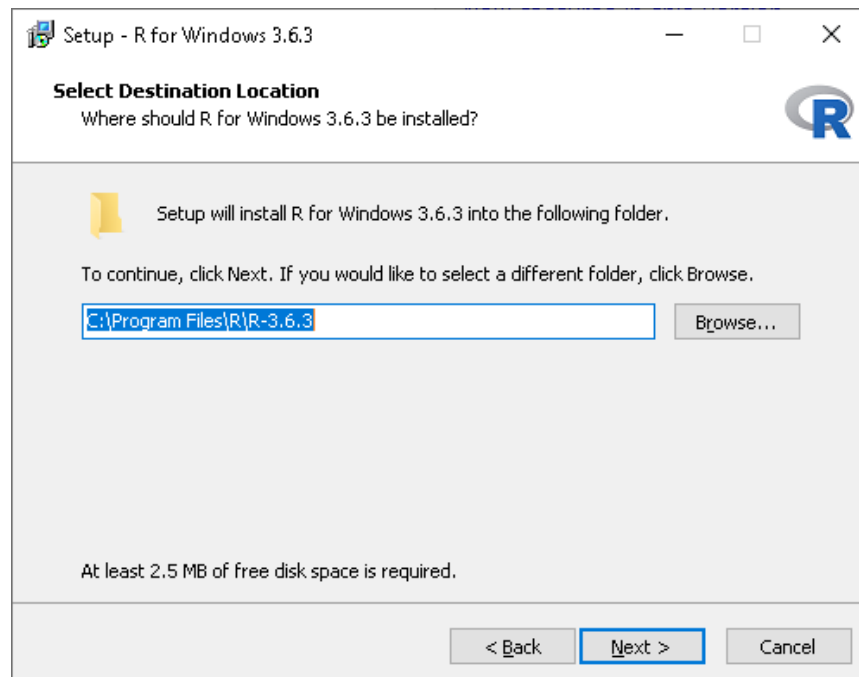 Setup - R for Windows 3.6.3
Select Destination Location
Where should R for Windows 3.6.3 be installed?
R
Setup will install R for Windows 3.6.3 into the following folder.
To continue, click Next. If you would like to select a different folder, click Browse.
C:\Program Files\R\R-3.6.3
Browse...
At least 2.5 MB of free disk space is required.
< Back
Next >
Cancel